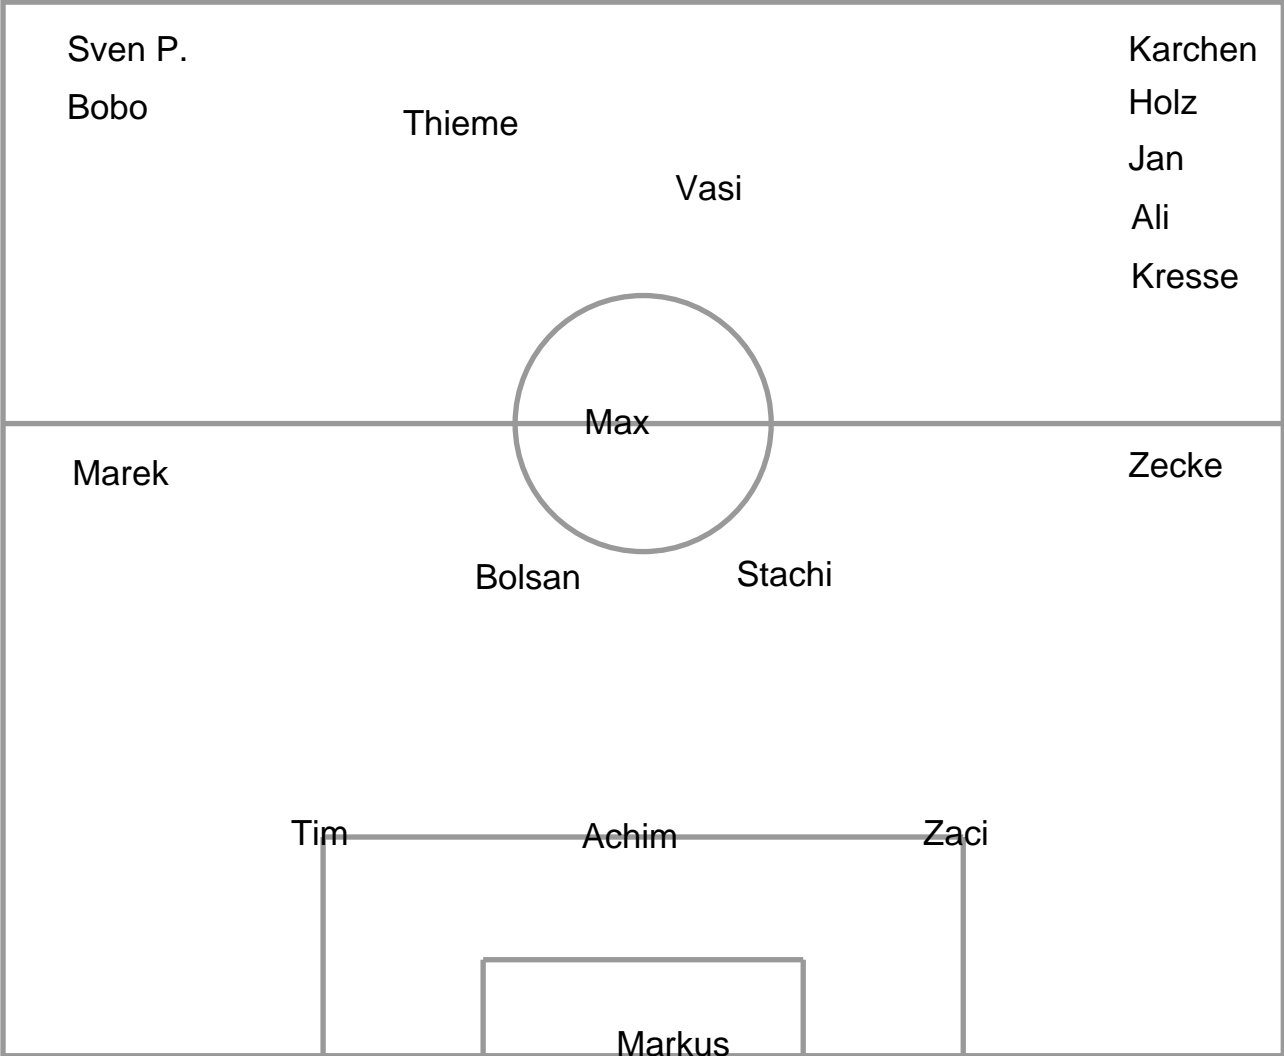 Sven P.
Karchen
Bobo
Holz
Thieme
Jan
Vasi
Ali
Kresse
Max
Marek
Zecke
Bolsan
Stachi
Tim
Achim
Zaci
Markus